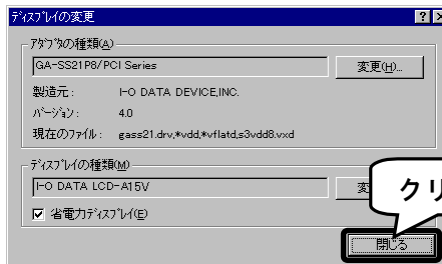 ディスプレイの変更
アダプタの種類(A)
GA-SS21P8/PCI Series
変更(H)...
製造元: I-O DATA DEVICE,INC.
バージョン: 4.0
現在のファイル: gass21.drv,*vdd,*vflatd,s3vdd8.vxd
ディスプレイの種類(M)
I-O DATA LCD-A15V
変
クリ
省電力ディスプレイ(E)
閉じる